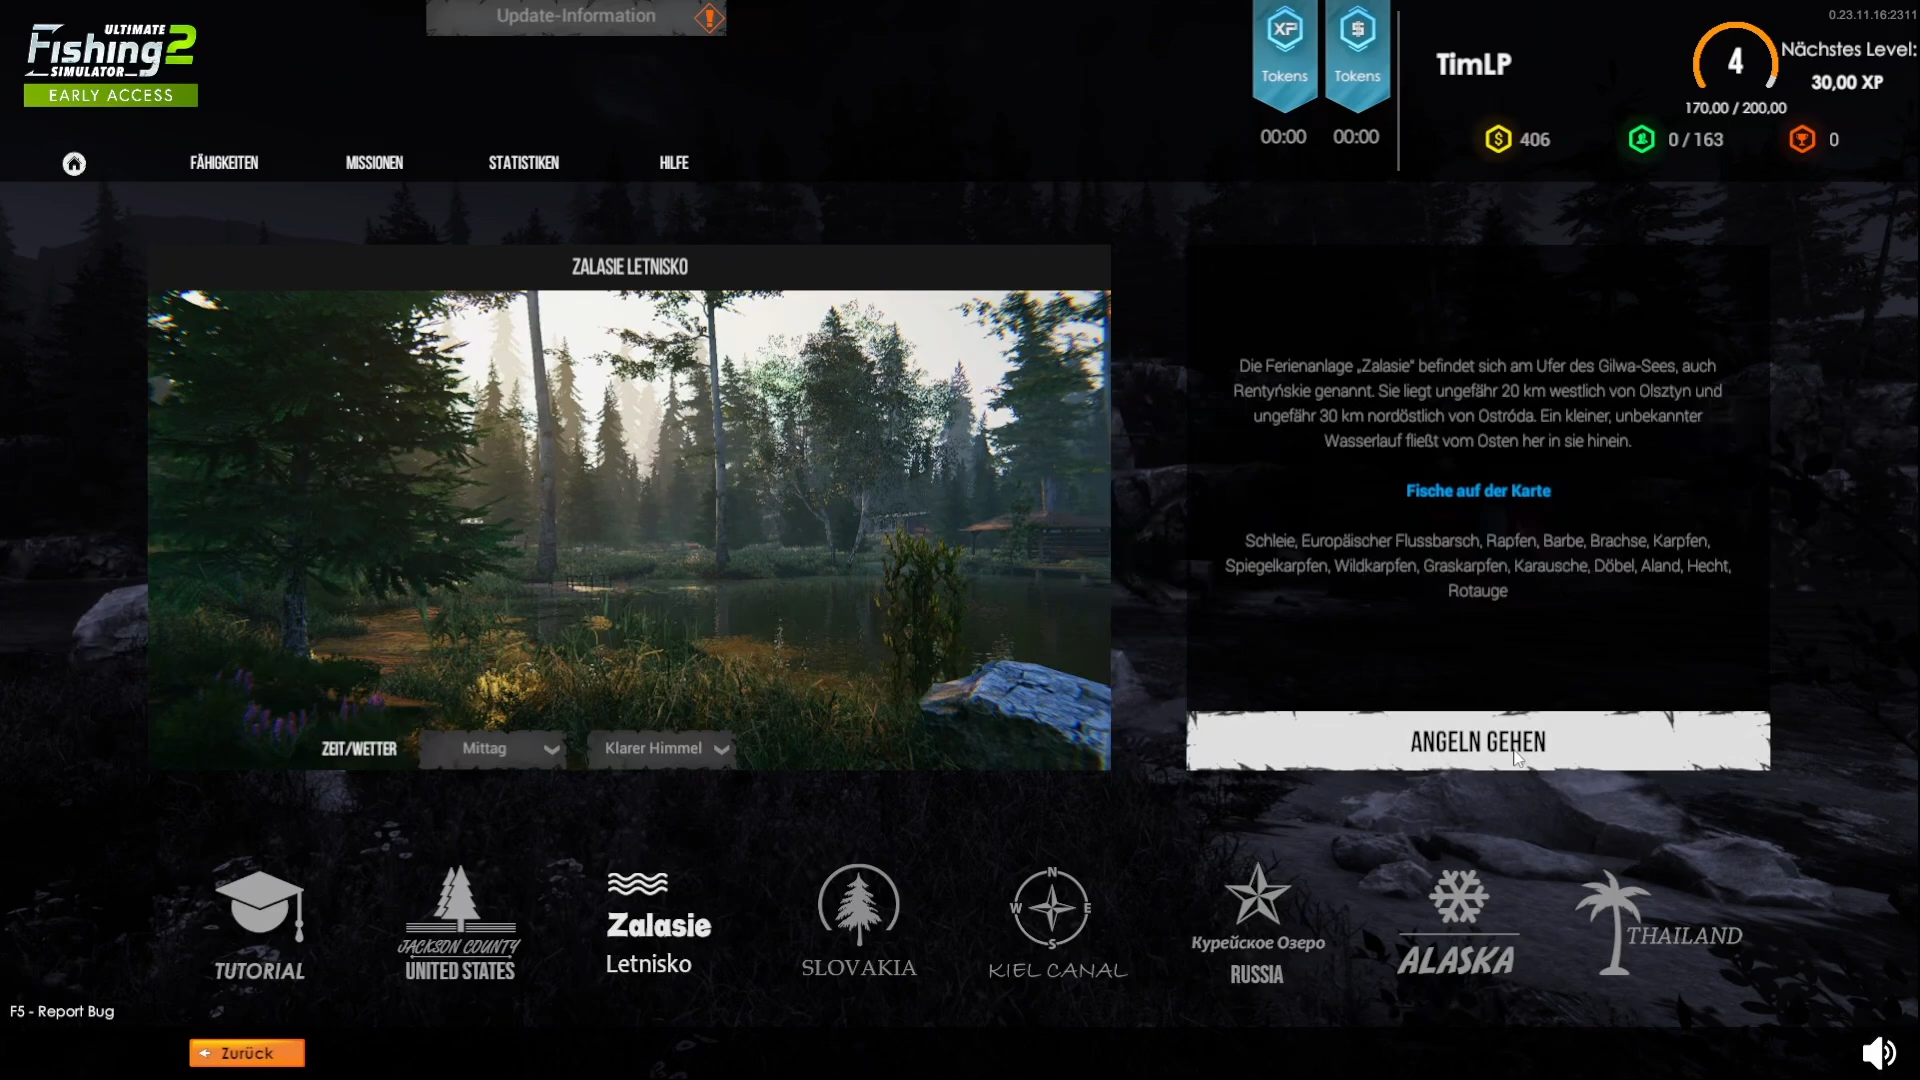 ULTIMATE
Fishing 2
SIMULATOR
EARLY ACCESS
Update-Information
XP
Tokens
00:00
$
Tokens
00:00
TimLP
0.23.11.16:2311
4
170,00 / 200,00
Nächstes Level:
30,00 XP
406
0 / 163
0
FÄHIGKEITEN
MISSIONEN
STATISTIKEN
HILFE
ZALASIE LETNISKO
ZEIT/WETTER
Mittag
Klarer Himmel
Die Ferienanlage „Zalasie" befindet sich am Ufer des Gilwa-Sees, auch
Rentyńskie genannt. Sie liegt ungefähr 20 km westlich von Olsztyn und
ungefähr 30 km nordöstlich von Ostróda. Ein kleiner, unbekannter
Wasserlauf fließt vom Osten her in sie hinein.
Fische auf der Karte
Schleie, Europäischer Flussbarsch, Rapfen, Barbe, Brachse, Karpfen,
Spiegelkarpfen, Wildkarpfen, Graskarpfen, Karausche, Döbel, Aland, Hecht,
Rotauge
ANGELN GEHEN
TUTORIAL
JACKSON COUNTY
UNITED STATES
Zalasie
Letnisko
SLOVAKIA
N
W
E
S
KIEL CANAL
Курейское Озеро
RUSSIA
ALASKA
THAILAND
F5 - Report Bug
Zurück